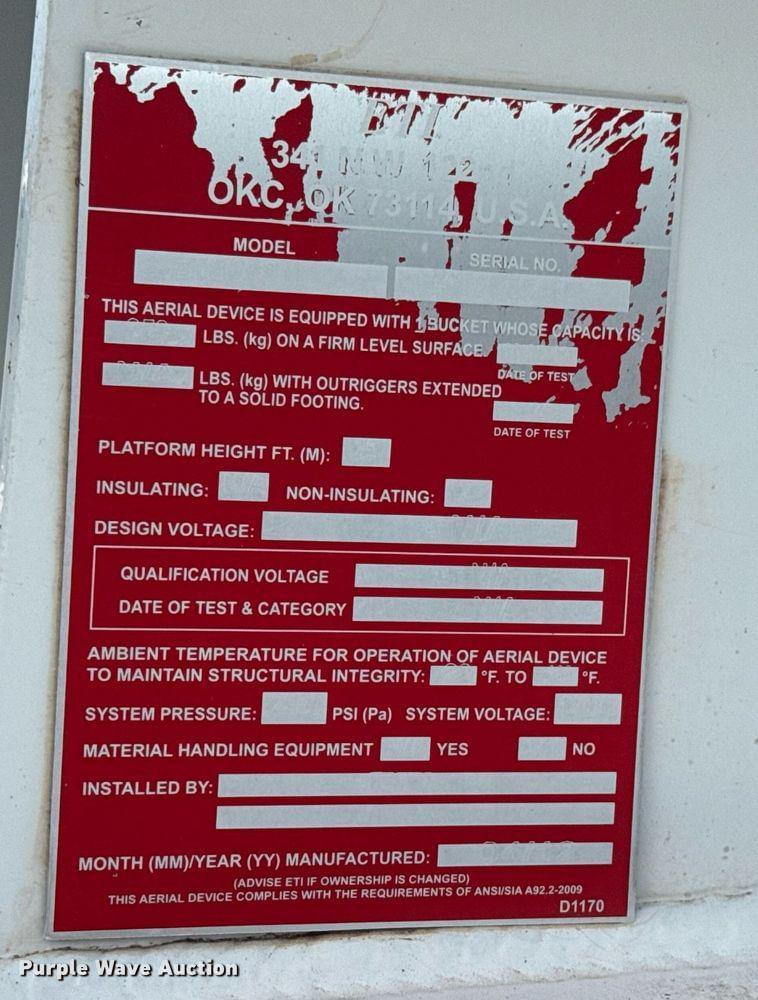 ETI
OKC, OK 73114, U.S.A.
MODEL
SERIAL NO.
THIS AERIAL DEVICE IS EQUIPPED WITH 1 BUCKET WHOSE CAPACITY IS:
LBS. (kg) ON A FIRM LEVEL SURFACE
DATE OF TEST
LBS. (kg) WITH OUTRIGGERS EXTENDED
TO A SOLID FOOTING.
DATE OF TEST
PLATFORM HEIGHT FT. (M):
INSULATING: NON-INSULATING:
DESIGN VOLTAGE:
QUALIFICATION VOLTAGE
DATE OF TEST & CATEGORY
AMBIENT TEMPERATURE FOR OPERATION OF AERIAL DEVICE
TO MAINTAIN STRUCTURAL INTEGRITY: °F. TO °F.
SYSTEM PRESSURE: PSI (Pa) SYSTEM VOLTAGE:
MATERIAL HANDLING EQUIPMENT YES NO
INSTALLED BY:
MONTH (MM)/YEAR (YY) MANUFACTURED:
(ADVISE ETI IF OWNERSHIP IS CHANGED)
THIS AERIAL DEVICE COMPLIES WITH THE REQUIREMENTS OF ANSI/SIA A92.2-2009
D1170
Purple Wave Auction